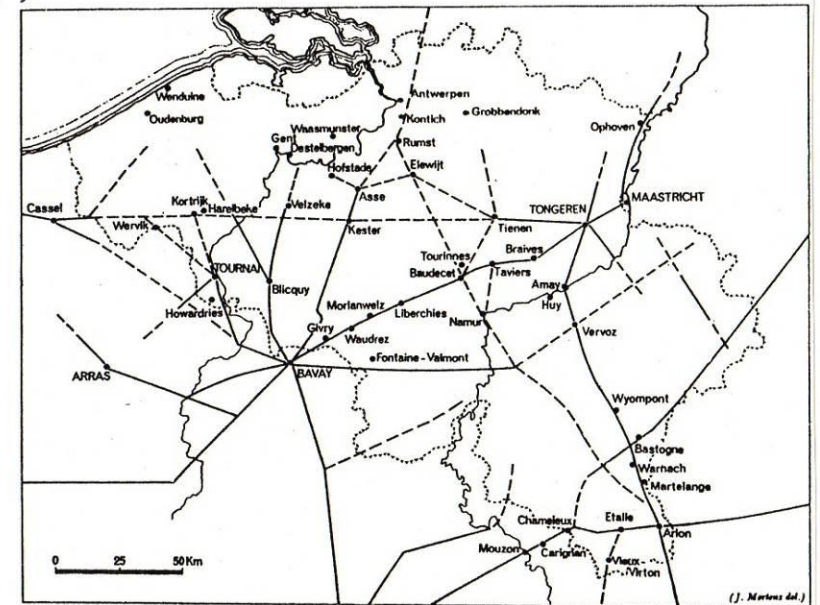 Antwerpen
Wenduine
Oudenburg
Kontich
Grobbendonk
Ophoven
Waasmunster
Gent
Destelbergen
Rumst
Hofstade
Elewijt
Asse
Cassel
Kortrijk
Harelbeke
Velzeke
TONGEREN
MAASTRICHT
Wervik
Kester
Tienen
Tourinnes
Braives
TOURNAI
Baudecet
Taviers
Blicquy
Amay
Huy
Howardries
Morlanwelz
Liberchies
Namur
Givry
Waudrez
Vervoz
Fontaine-Valmont
ARRAS
BAVAY
Wyompont
Bastogne
Warnach
Martelange
Chameleux
Etalle
Arlon
Mouzon
Carignan
Vieux-
Virton
0 25 50 Km
(J. Mertens del.)